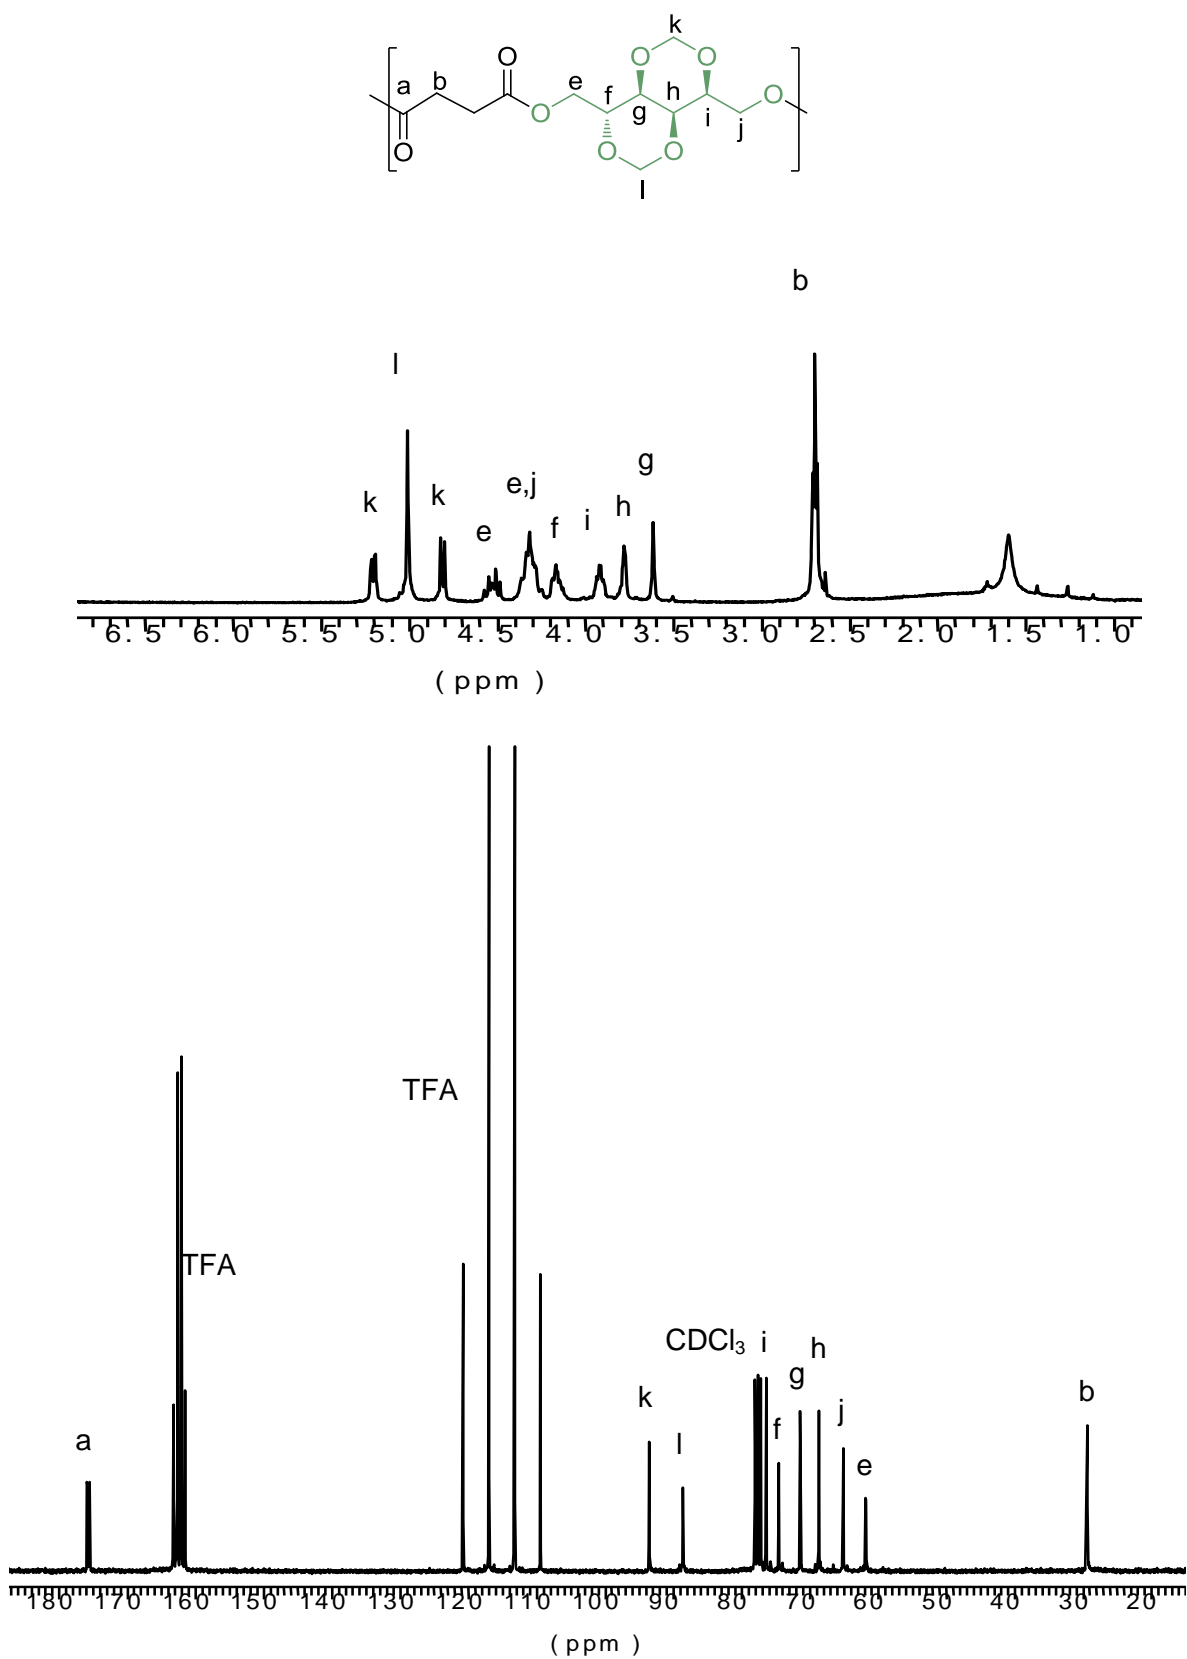 k
O O O
a b e f h
g i j O
O
O O O
l
b
l
k k e e,j f i h g
6.5 6.0 5.5 5.0 4.5 4.0 3.5 3.0 2.5 2.0 1.5 1.0
(ppm)
TFA
TFA
CDCl3 i h
g
k j b
f
a l e
180 170 160 150 140 130 120 110 100 90 80 70 60 50 40 30 20
(ppm)